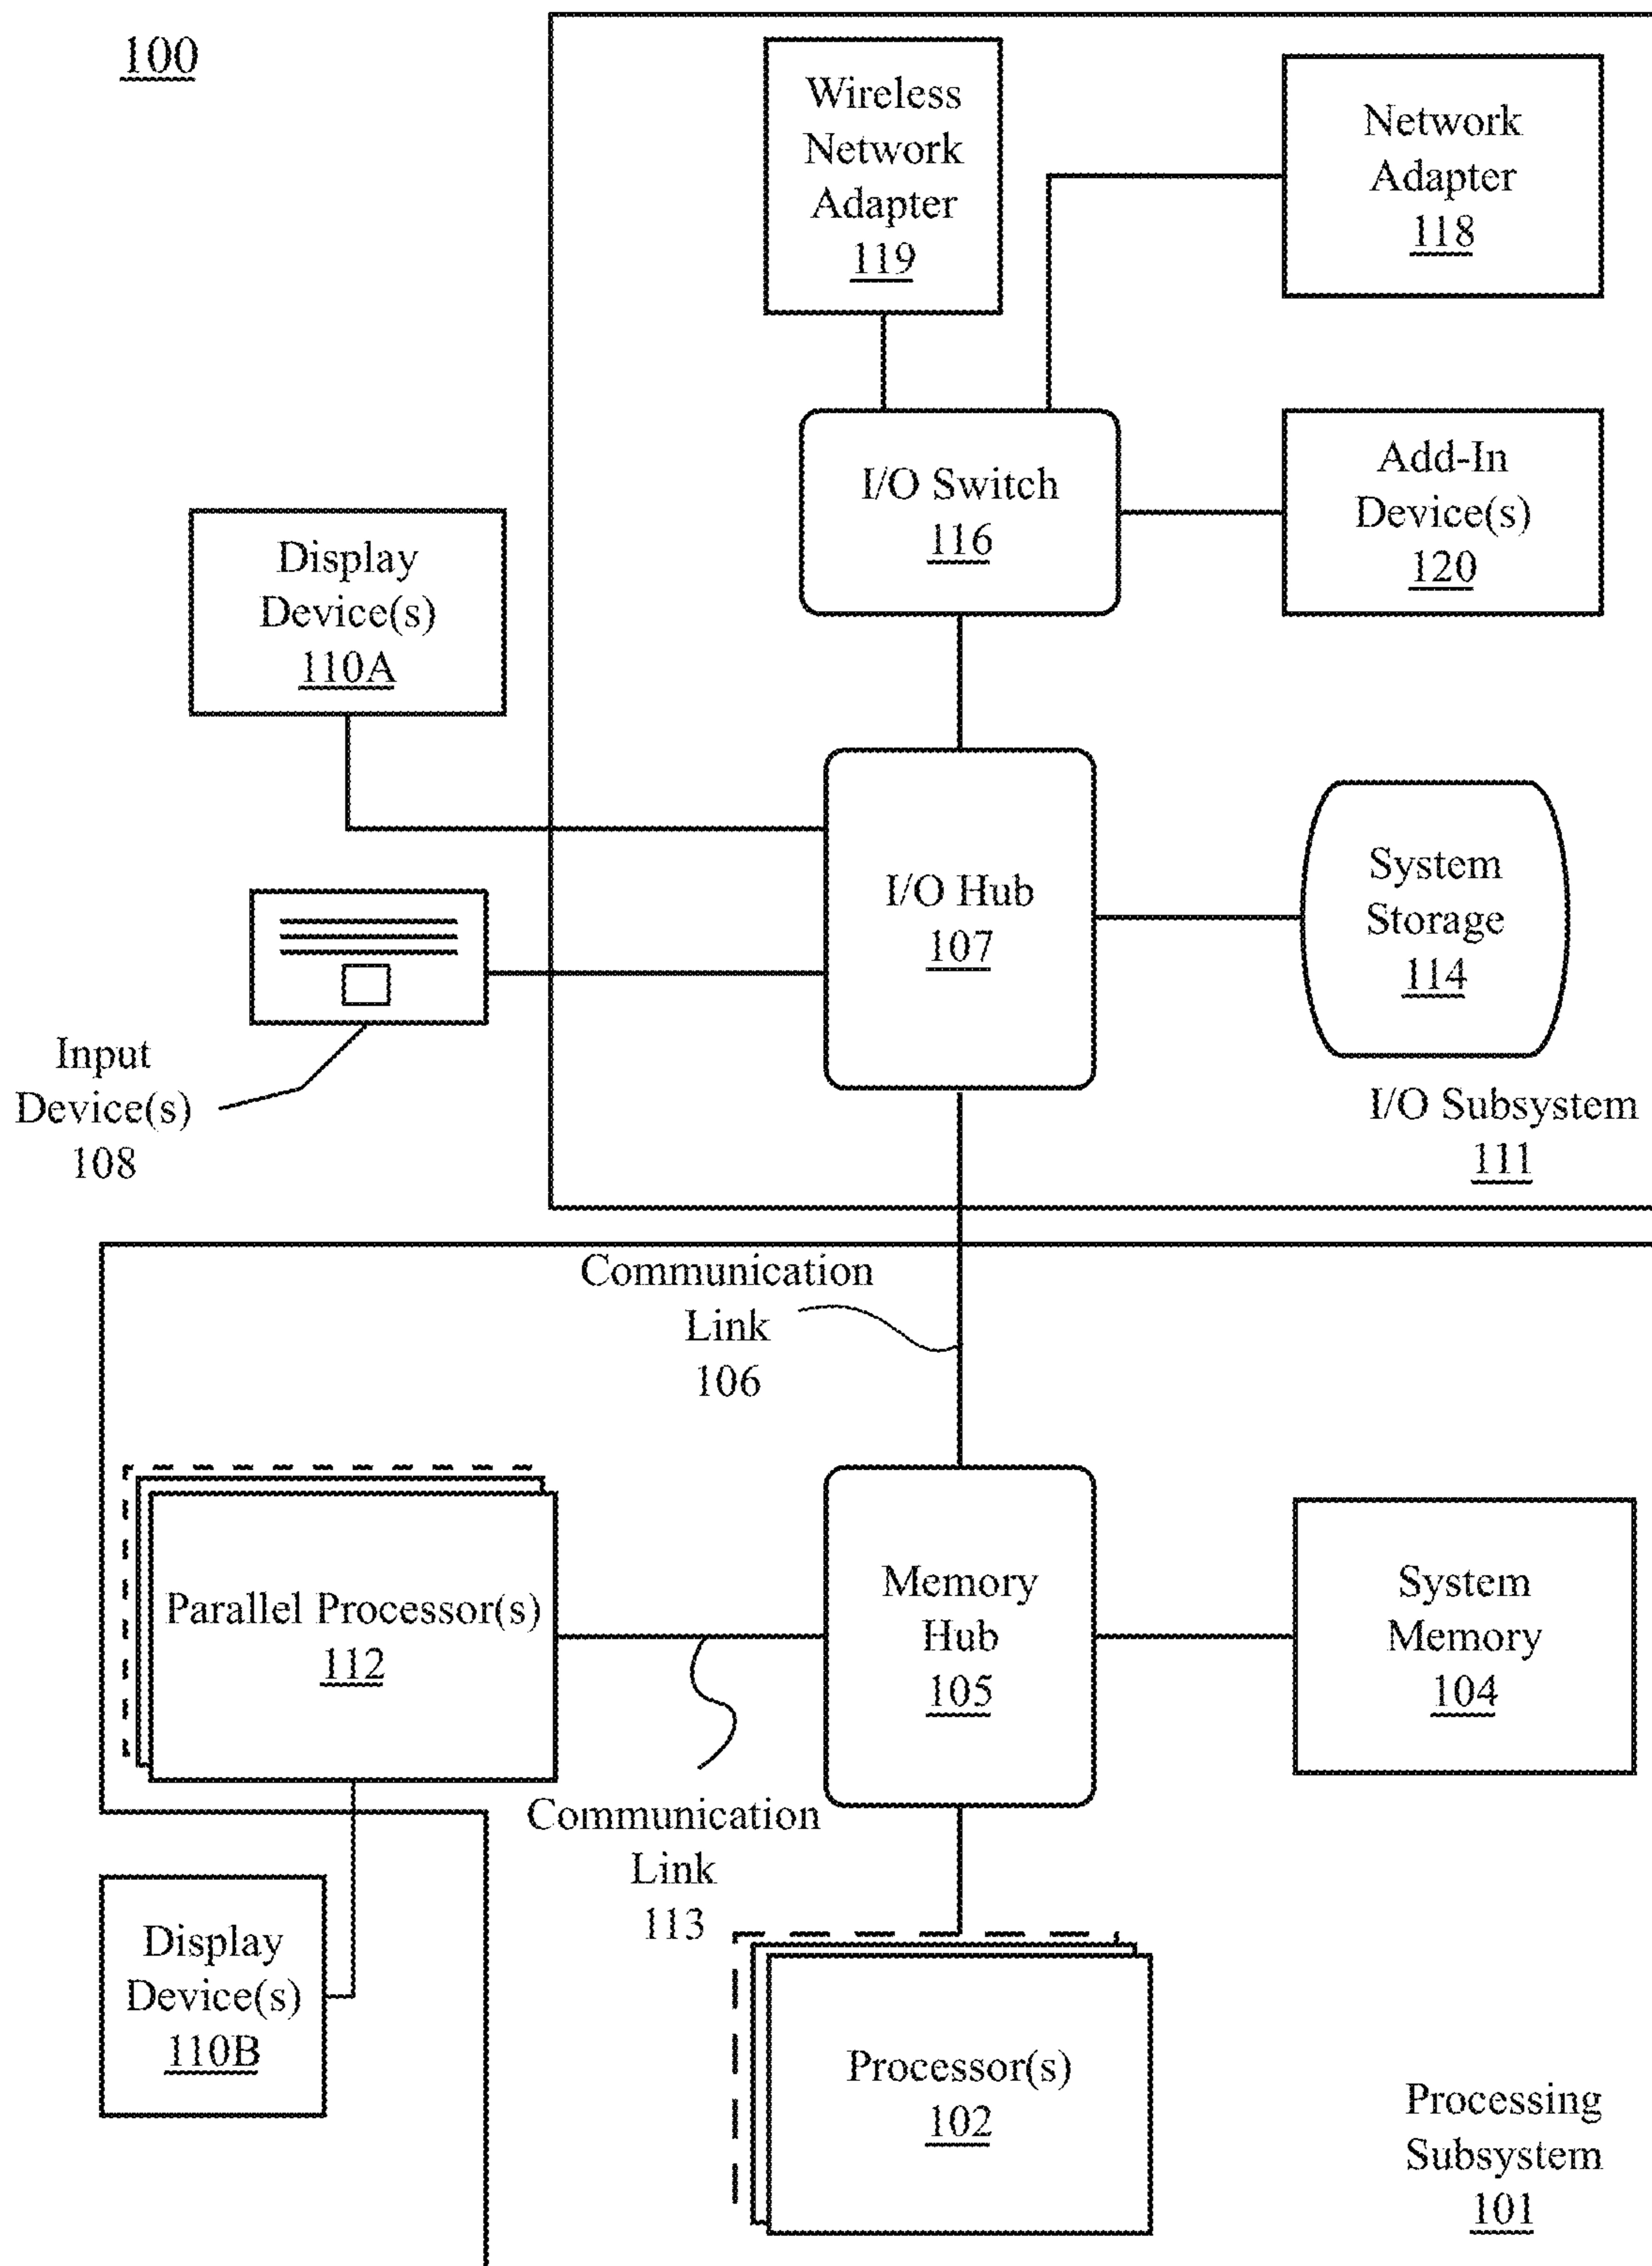 100
Wireless
Network
Adapter
119
Network
Adapter
118
I/O Switch
116
Add-In
Device(s)
120
Display
Device(s)
110A
I/O Hub
107
System
Storage
114
Input
Device(s)
108
I/O Subsystem
111
Communication
Link
106
Parallel Processor(s)
112
Memory
Hub
105
System
Memory
104
Communication
Link
113
Display
Device(s)
110B
Processor(s)
102
Processing
Subsystem
101